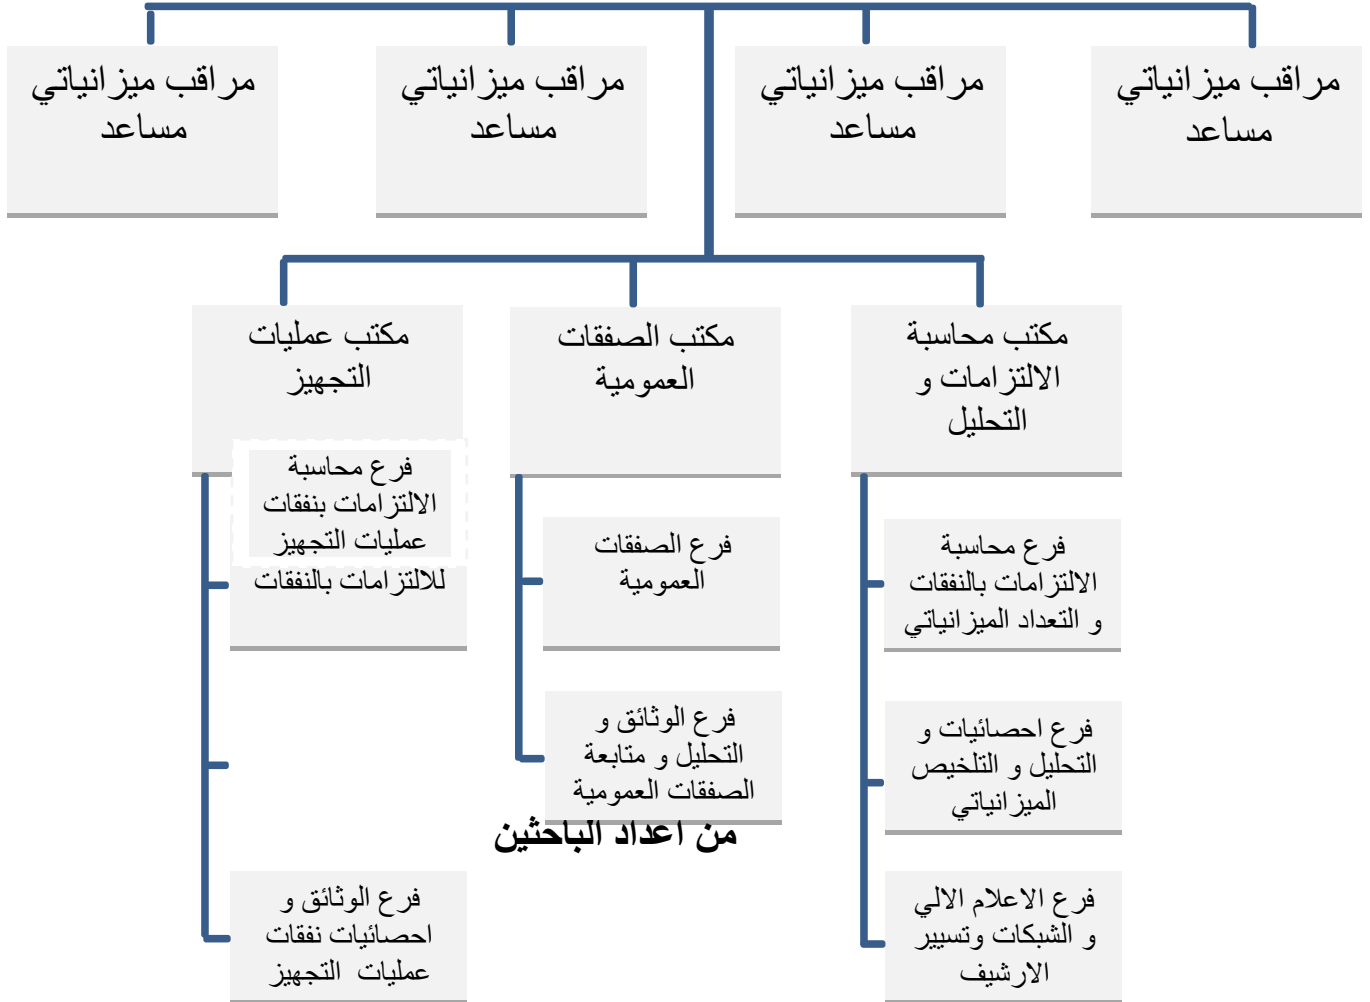 مراقب ميزانياتي
مساعد
مراقب ميزانياتي
مساعد
مراقب ميزانياتي
مساعد
مراقب ميزانياتي
مساعد
مكتب محاسبة
الالتزامات و
التحليل
مكتب الصفقات
العمومية
مكتب عمليات
التجهيز
فرع محاسبة
الالتزامات بالنفقات
و التعداد الميزانياتي
فرع احصائيات و
التحليل و التلخيص
الميزانياتي
فرع الاعلام الالي
و الشبكات وتسيير
الارشيف
فرع الصفقات
العمومية
فرع الوثائق و
التحليل و متابعة
الصفقات العمومية
فرع محاسبة
الالتزامات بنفقات
عمليات التجهيز
للالتزامات بالنفقات
فرع الوثائق و
احصائيات نفقات
عمليات التجهيز
من اعداد الباحثين